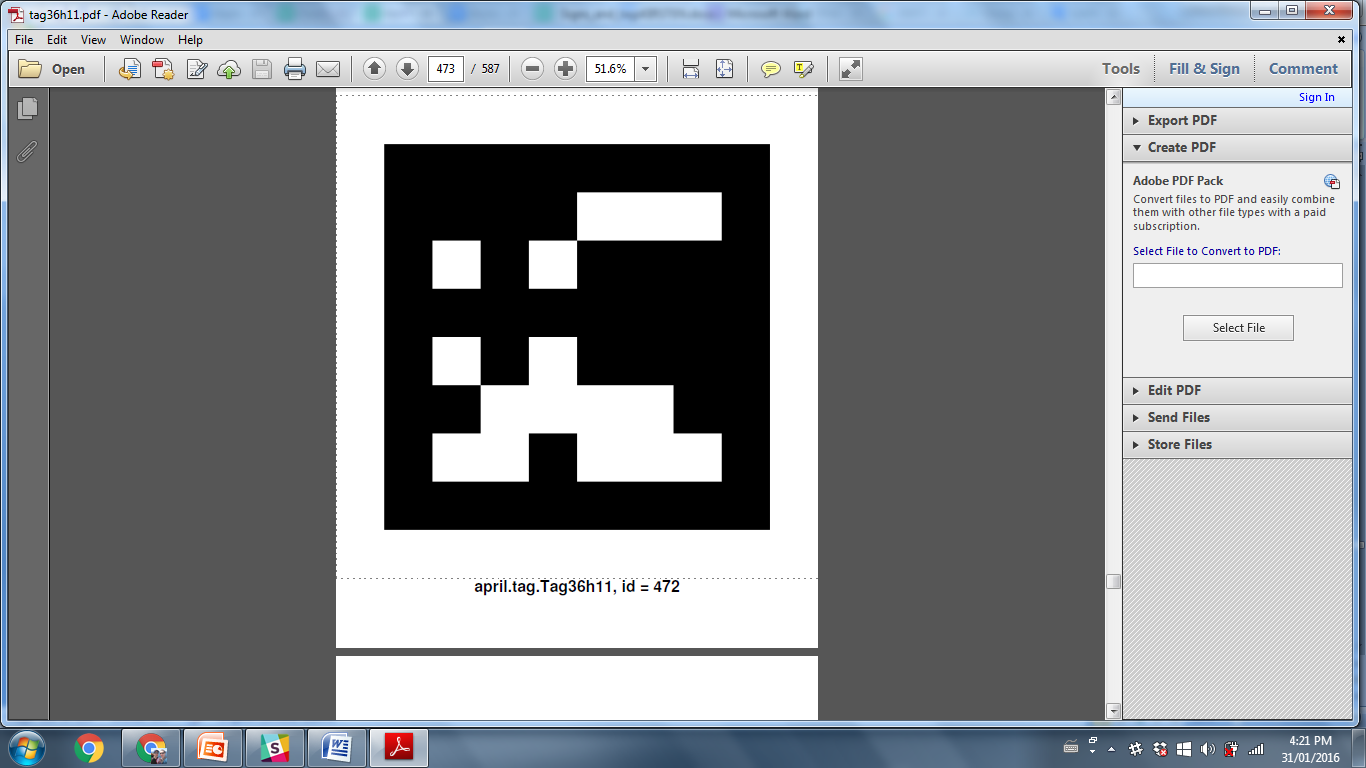 tag36h11.pdf - Adobe Reader
File Edit View Window Help
Open 473 / 587 51.6% Tools Fill & Sign Comment
Sign In
Export PDF
Create PDF
Adobe PDF Pack
Convert files to PDF and easily combine
them with other file types with a paid
subscription.
Select File to Convert to PDF:
Select File
Edit PDF
Send Files
Store Files
april.tag.Tag36h11, id = 472
4:21 PM
31/01/2016